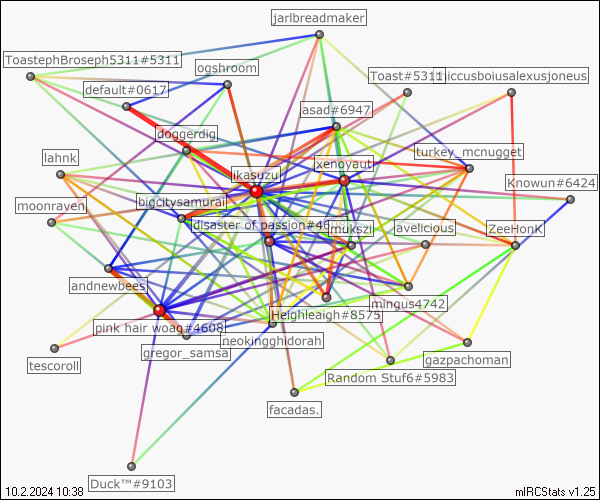 jarlbreadmaker
ToastephBroseph5311#5311
ogshroom
Toast#5311
hiccusboiusalexusjoneus
default#0617
asad#6947
doggerdig
turkey_mcnugget
lahnk
xenoyaut
ikasuzu
Knowun#6424
bigcitysamurai
moonraven
disaster of passion#4608
mukszi
avelicious
ZeeHonK
andnewbees
mingus4742
Heighleaigh#8575
pink hair woag#4608
neokingghidorah
gregor_samsa
gazpachoman
tescoroll
Random Stuf6#5983
facadas.
Duck™#9103
10.2.2024 10:38
mIRCStats v1.25